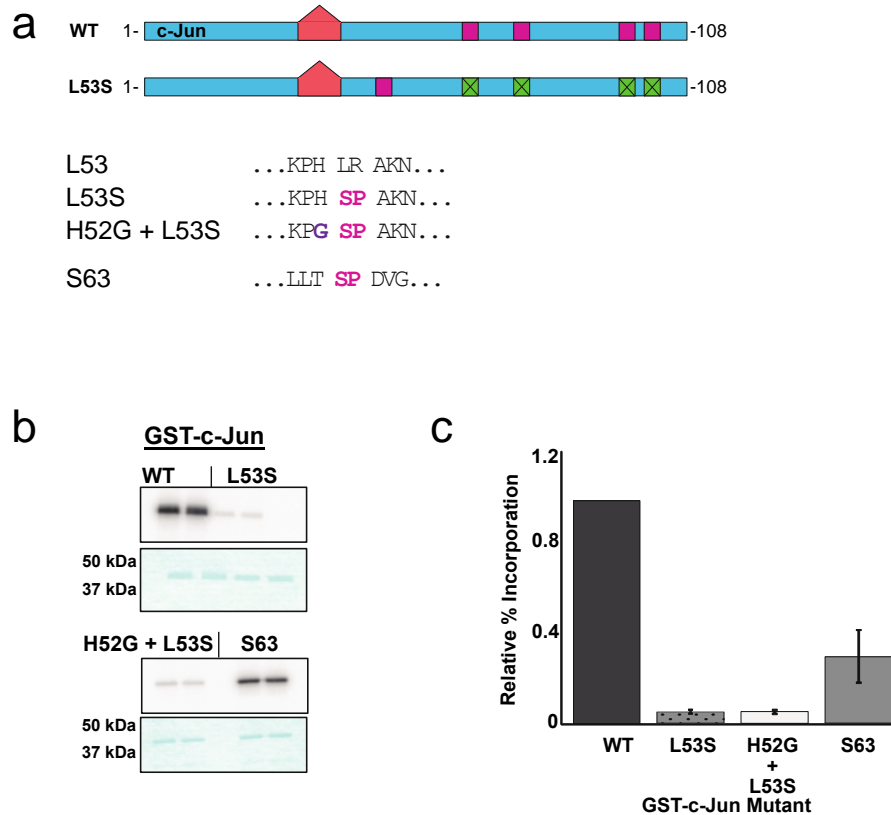 a
WT 1- c-Jun -108
L53S 1- -108
L53 ...KPH LR AKN...
L53S ...KPH SP AKN...
H52G + L53S ...KPG SP AKN...
S63 ...LLT SP DVG...
b
GST-c-Jun
WT | L53S
50 kDa
37 kDa
H52G + L53S | S63
50 kDa
37 kDa
c
Relative % Incorporation
1.2
0.8
0.4
0
WT L53S H52G + L53S S63
GST-c-Jun Mutant